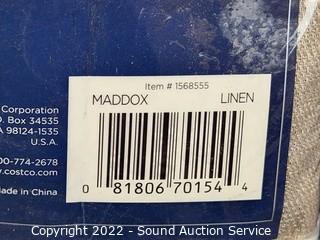 Item # 1568555
MADDOX LINEN
Corporation
Box 34535
A 98124-1535
U.S.A.
00-774-2678
.costco.
ade in China
0 81806 70154 4
Copyright 2022 - Sound Auction Service